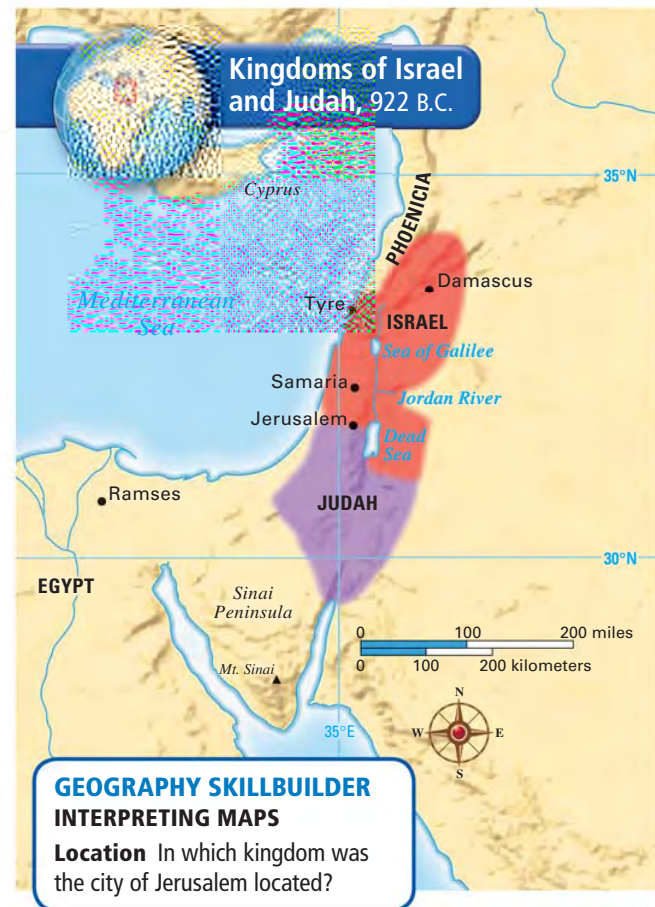 Kingdoms of Israel
and Judah, 922 B.C.
35°N
Cyprus
PHOENICIA
Damascus
Mediterranean
Sea
Tyre
ISRAEL
Sea of Galilee
Samaria
Jordan River
Jerusalem
Dead
Sea
Ramses
JUDAH
30°N
EGYPT
Sinai
Peninsula
0 100 200 miles
0 100 200 kilometers
Mt. Sinai
35°E
N
W E
S
GEOGRAPHY SKILLBUILDER
INTERPRETING MAPS
Location In which kingdom was
the city of Jerusalem located?